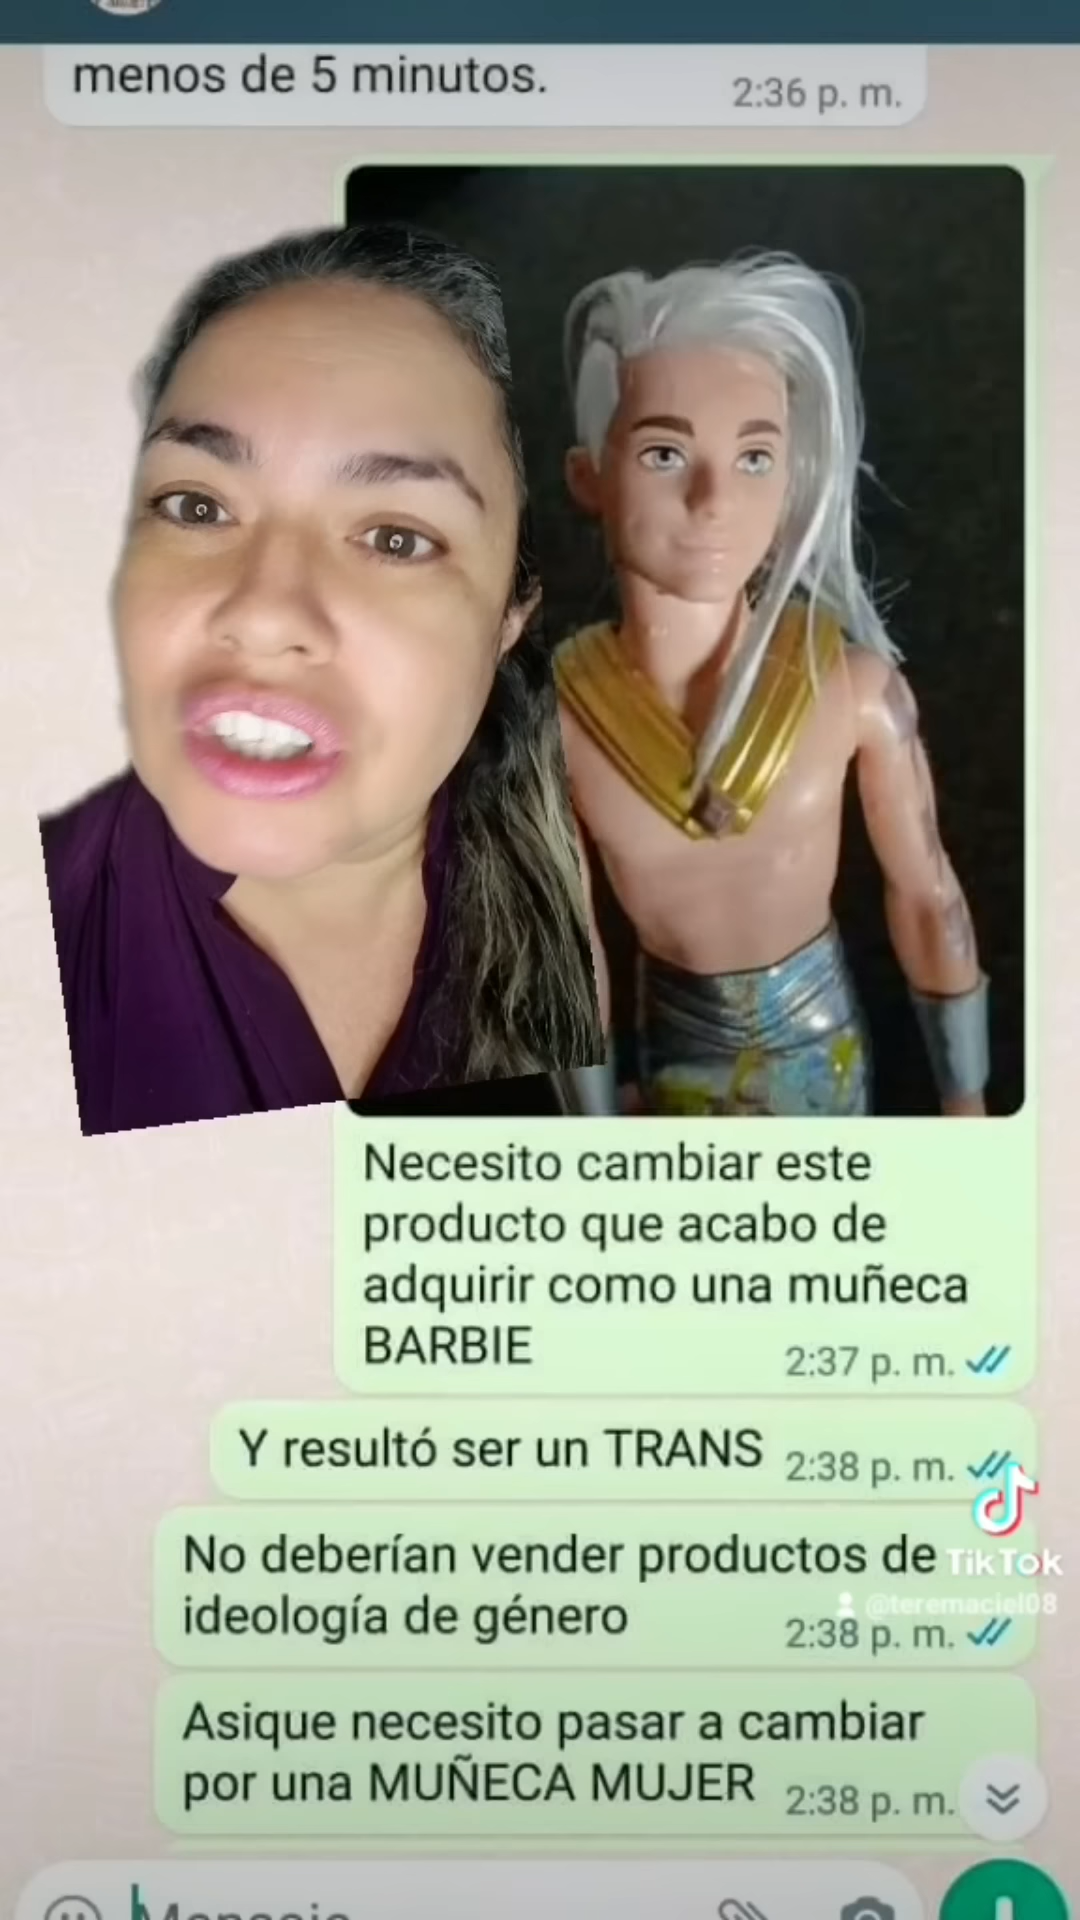 menos de 5 minutos.
2:36 p. m.
Necesito cambiar este
producto que acabo de
adquirir como una muñeca
BARBIE
2:37 p. m.
Y resultó ser un TRANS
2:38 p. m.
No deberían vender productos de
ideología de género
2:38 p. m.
TikTok
@teremaciel08
Asique necesito pasar a cambiar
por una MUÑECA MUJER
2:38 p. m.
Mensaje